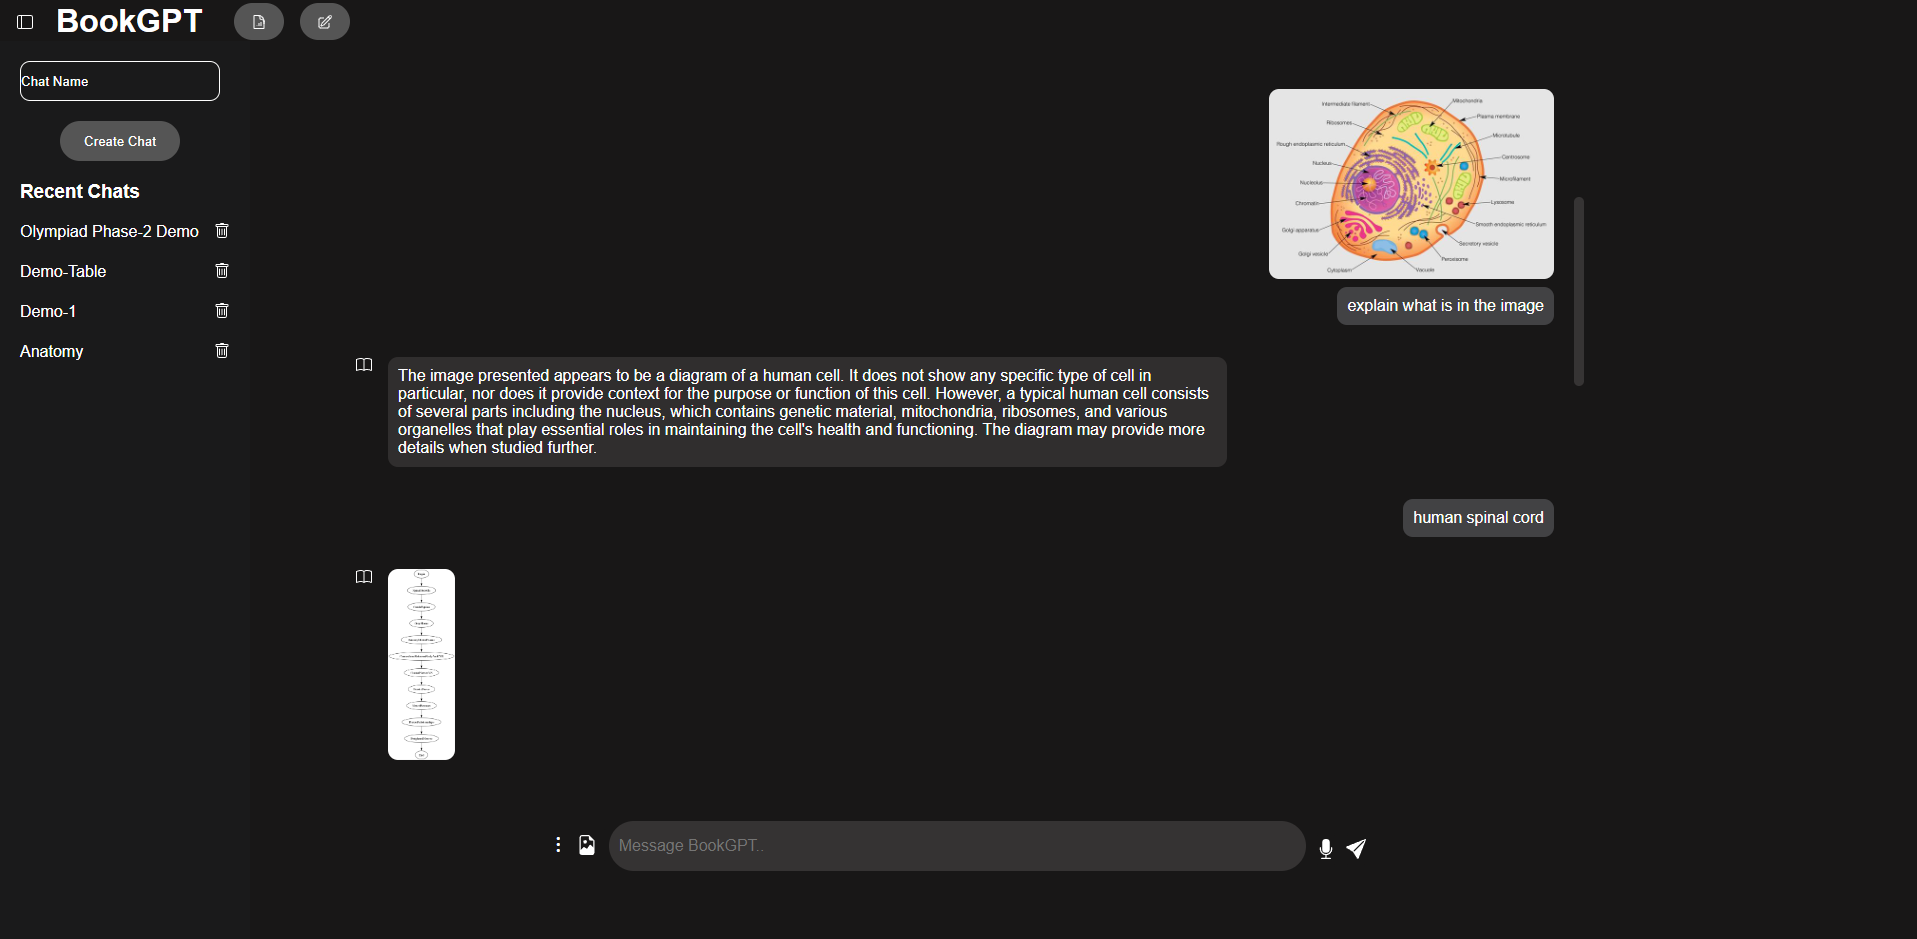 BookGPT
Chat Name
Create Chat
Recent Chats
Olympiad Phase-2 Demo
Demo-Table
Demo-1
Anatomy
Intermediate filament
Mitochondria
Ribosomes
Plasma membrane
Microtubule
Rough endoplasmic reticulum
Centrosome
Nucleus
Microfilament
Nucleolus
Chromatin
Lysosome
Golgi apparatus
Smooth endoplasmic reticulum
Secretory vesicle
Golgi vesicle
Peroxisome
Cytoplasm
Vacuole
explain what is in the image
The image presented appears to be a diagram of a human cell. It does not show any specific type of cell in
particular, nor does it provide context for the purpose or function of this cell. However, a typical human cell consists
of several parts including the nucleus, which contains genetic material, mitochondria, ribosomes, and various
organelles that play essential roles in maintaining the cell's health and functioning. The diagram may provide more
details when studied further.
human spinal cord
Message BookGPT..